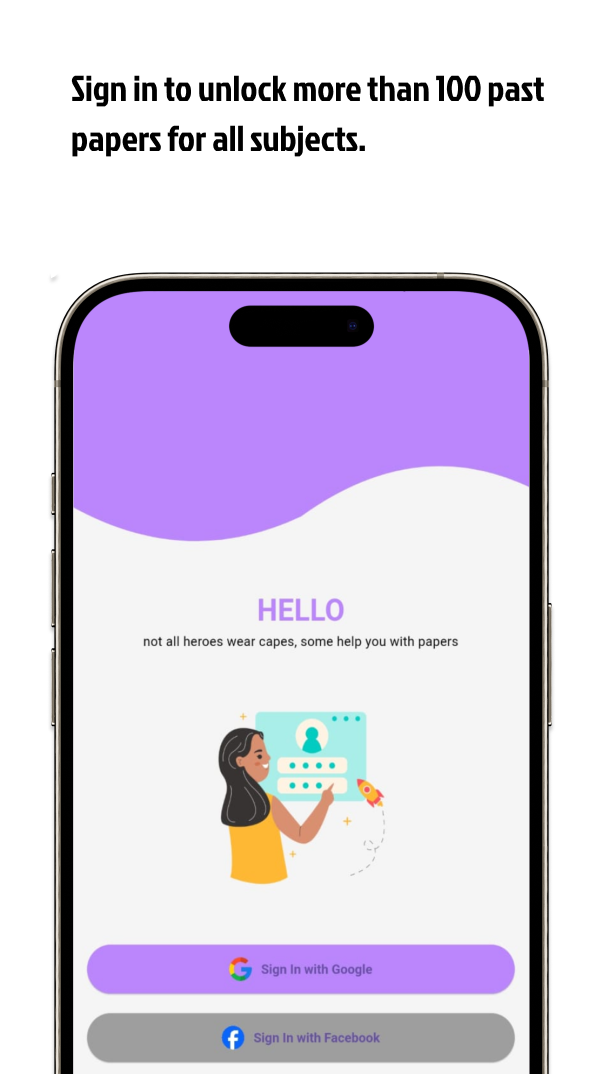 Sign in to unlock more than 100 past
papers for all subjects.
HELLO
not all heroes wear capes, some help you with papers
Sign In with Google
Sign In with Facebook